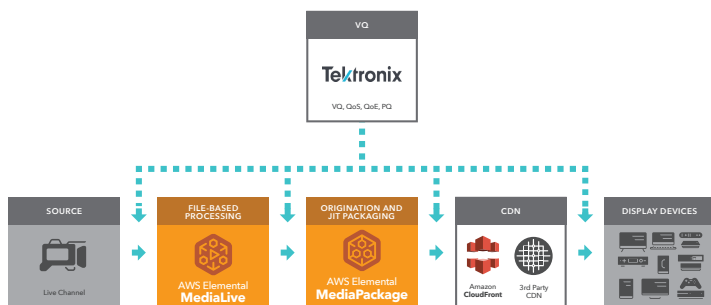 VQ
Tektronix
VQ, QoS, QoE, PQ
SOURCE
Live Channel
FILE-BASED
PROCESSING
AWS Elemental
MediaLive
ORIGINATION AND
JIT PACKAGING
AWS Elemental
MediaPackage
CDN
Amazon
CloudFront
3rd Party
CDN
DISPLAY DEVICES